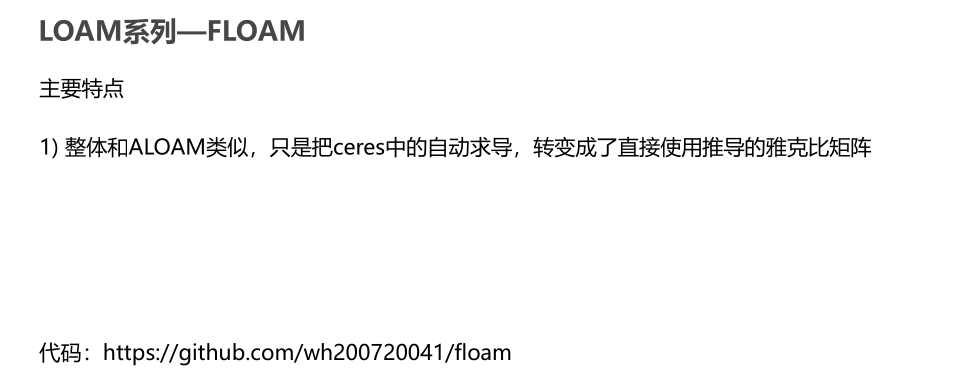 LOAM系列—FLOAM
主要特点
1) 整体和ALOAM类似，只是把ceres中的自动求导，转变成了直接使用推导的雅克比矩阵
代码：https://github.com/wh200720041/floam